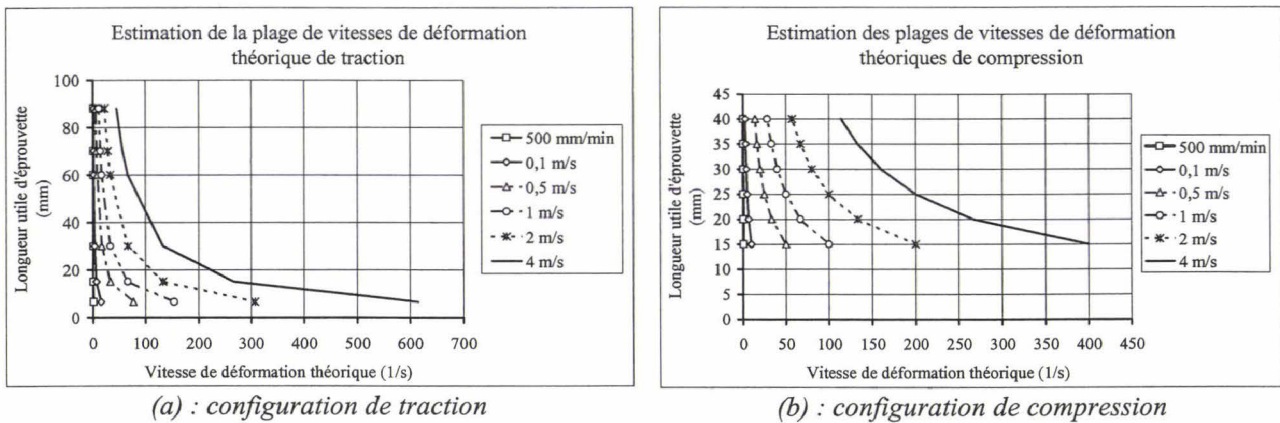 Estimation de la plage de vitesses de déformation
théorique de traction
Longueur utile d'éprouvette
(mm)
100
80
60
40
20
0
0 100 200 300 400 500 600 700
Vitesse de déformation théorique (1/s)
500 mm/min
0,1 m/s
0,5 m/s
1 m/s
2 m/s
4 m/s
(a) : configuration de traction
Estimation des plages de vitesses de déformation
théoriques de compression
Longueur utile d'éprouvette
(mm)
45
40
35
30
25
20
15
10
5
0
0 50 100 150 200 250 300 350 400 450
Vitesse de déformation théorique (1/s)
500 mm/min
0,1 m/s
0,5 m/s
1 m/s
2 m/s
4 m/s
(b) : configuration de compression